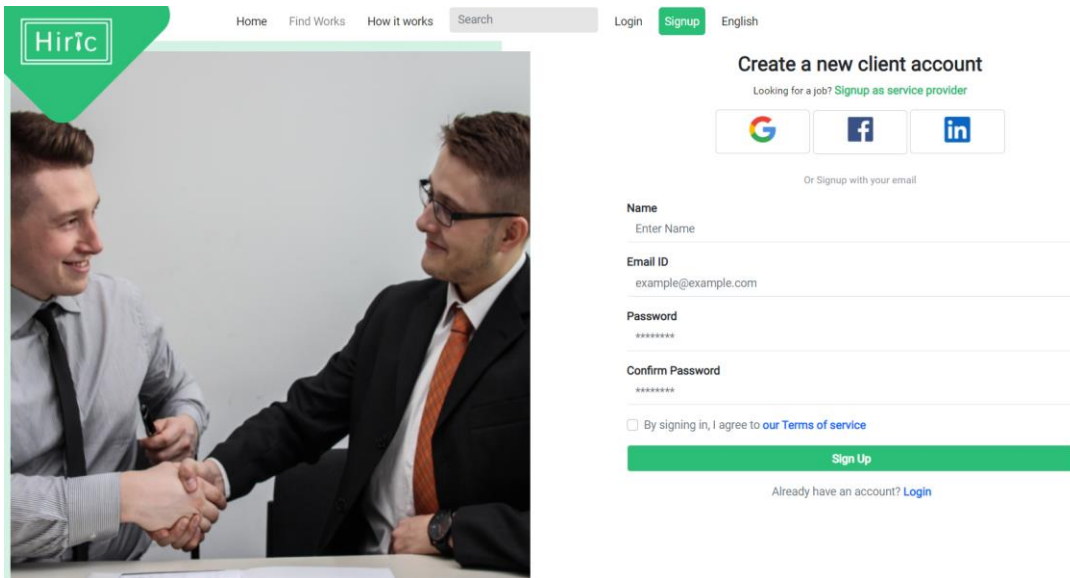 Hiric
Home Find Works How it works Search Login Signup English
Create a new client account
Looking for a job? Signup as service provider
G f in
Or Signup with your email
Name
Enter Name
Email ID
example@example.com
Password
********
Confirm Password
********
By signing in, I agree to our Terms of service
Sign Up
Already have an account? Login